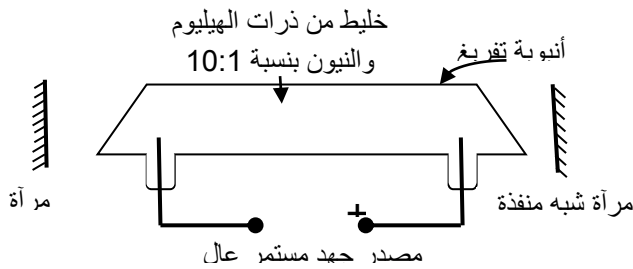 خليط من ذرات الهيليوم
والنيون بنسبة 10:1
أنبوبة تفريغ
مرآة
مرآة شبه منفذة
+
مصدر جهد مستمر عال